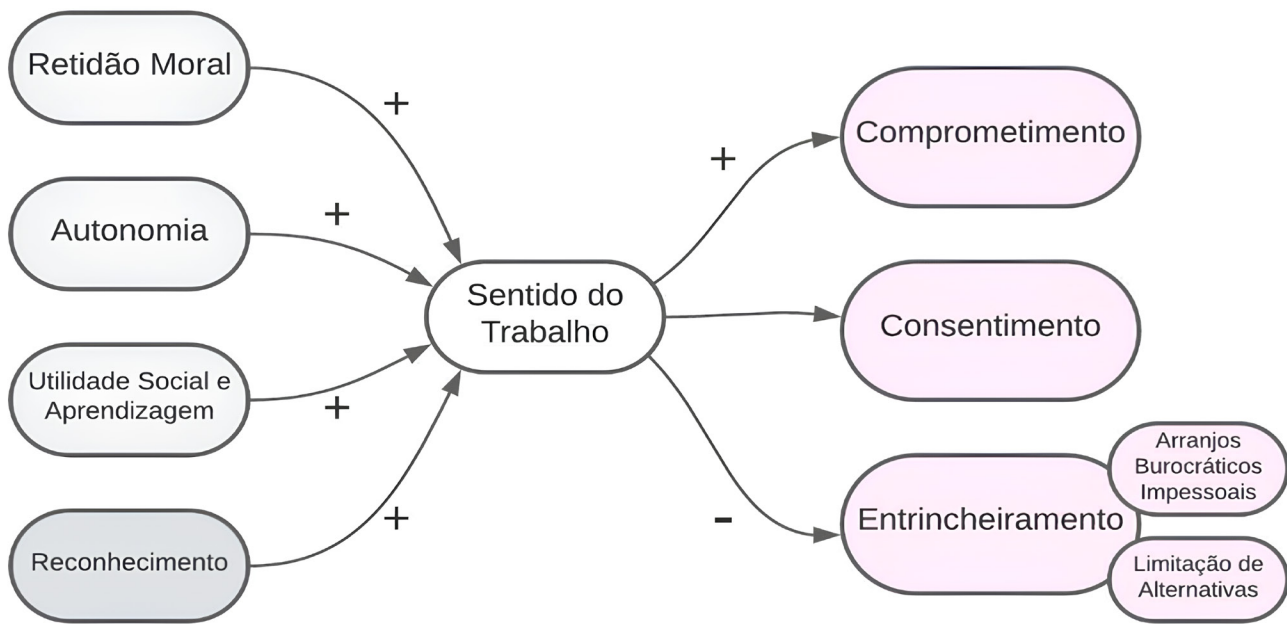 Retidão Moral
+
Autonomia
+
Utilidade Social e
Aprendizagem
+
Reconhecimento
+
Sentido do
Trabalho
+
Comprometimento
Consentimento
-
Entrincheiramento
Arranjos
Burocráticos
Impessoais
Limitação de
Alternativas